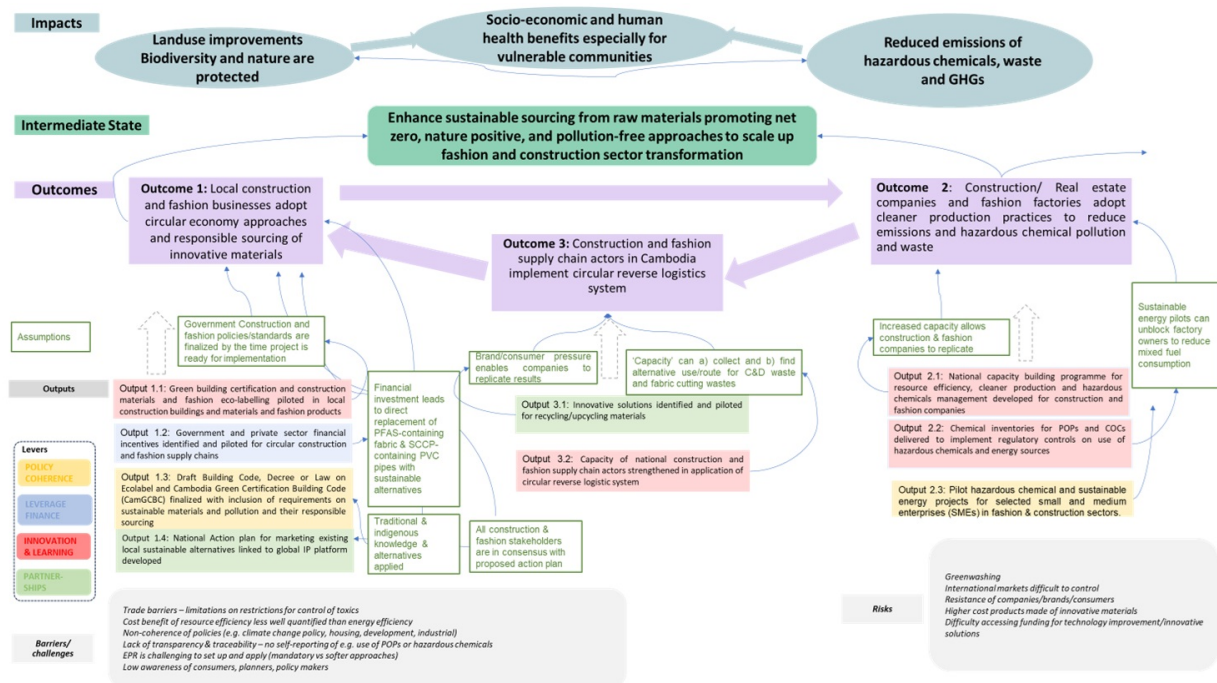 Impacts
Landuse improvements
Biodiversity and nature are
protected
Socio-economic and human
health benefits especially for
vulnerable communities
Reduced emissions of
hazardous chemicals, waste
and GHGs
Intermediate State
Enhance sustainable sourcing from raw materials promoting net
zero, nature positive, and pollution-free approaches to scale up
fashion and construction sector transformation
Outcomes
Outcome 1: Local construction
and fashion businesses adopt
circular economy approaches
and responsible sourcing of
innovative materials
Outcome 3: Construction and fashion
supply chain actors in Cambodia
implement circular reverse logistics
system
Outcome 2: Construction/ Real estate
companies and fashion factories adopt
cleaner production practices to reduce
emissions and hazardous chemical pollution
and waste
Assumptions
Government Construction and
fashion policies/standards are
finalized by the time project is
ready for implementation
Financial
investment leads to
direct
replacement of
PFAS-containing
fabric & SCCP-
containing PVC
pipes with
sustainable
alternatives
Brand/consumer pressure
enables companies to
replicate results
'Capacity' can a) collect and b) find
alternative use/route for C&D waste
and fabric cutting wastes
Increased capacity allows
construction & fashion
companies to replicate
Sustainable
energy pilots can
unblock factory
owners to reduce
mixed fuel
consumption
Outputs
Output 1.1: Green building certification and construction
materials and fashion eco-labelling piloted in local
construction buildings and materials and fashion products
Output 1.2: Government and private sector financial
incentives identified and piloted for circular construction
and fashion supply chains
Output 1.3: Draft Building Code, Decree or Law on
Ecolabel and Cambodia Green Certification Building Code
(CamGCBC) finalized with inclusion of requirements on
sustainable materials and pollution and their responsible
sourcing
Output 1.4: National Action plan for marketing existing
local sustainable alternatives linked to global IP platform
developed
Traditional &
indigenous
knowledge &
alternatives
applied
All construction &
fashion stakeholders
are in consensus with
proposed action plan
Output 3.1: Innovative solutions identified and piloted
for recycling/upcycling materials
Output 3.2: Capacity of national construction and
fashion supply chain actors strengthened in application of
circular reverse logistic system
Output 2.1: National capacity building programme for
resource efficiency, cleaner production and hazardous
chemicals management developed for construction
and fashion companies
Output 2.2: Chemical inventories for POPs and COCs
delivered to implement regulatory controls on use of
hazardous chemicals and energy sources
Output 2.3: Pilot hazardous chemical and sustainable
energy projects for selected small and medium
enterprises (SMEs) in fashion & construction sectors.
Levers
POLICY
COHERENCE
LEVERAGE
FINANCE
INNOVATION
& LEARNING
PARTNER-
SHIPS
Barriers/
challenges
Trade barriers – limitations on restrictions for control of toxics
Cost benefit of resource efficiency less well quantified than energy efficiency
Non-coherence of policies (e.g. climate change policy, housing, development, industrial)
Lack of transparency & traceability – no self-reporting of e.g. use of POPs or hazardous chemicals
EPR is challenging to set up and apply (mandatory vs softer approaches)
Low awareness of consumers, planners, policy makers
Risks
Greenwashing
International markets difficult to control
Resistance of companies/brands/consumers
Higher cost products made of innovative materials
Difficulty accessing funding for technology improvement/innovative
solutions